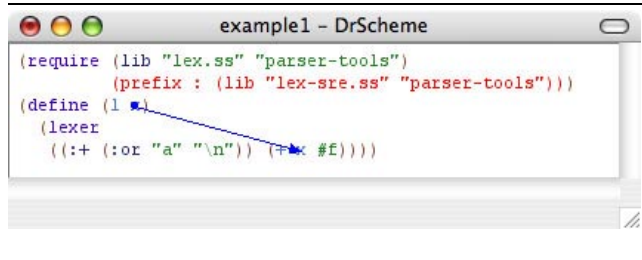 example1 – DrScheme
(require (lib "lex.ss" "parser-tools")
(prefix : (lib "lex-sre.ss" "parser-tools")))
(define (l x)
(lexer
((:+ (:or "a" "\n")) (+ x #f))))